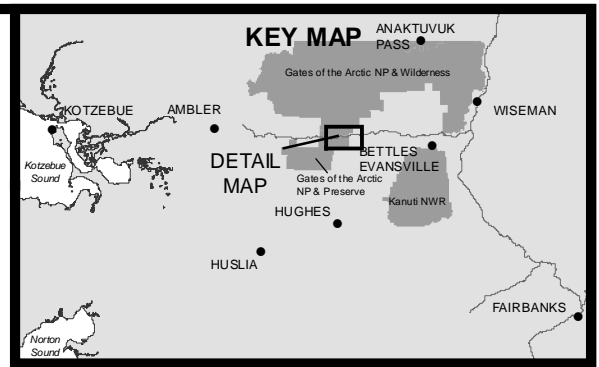 KEY MAP
ANAKTUVUK
PASS
Gates of the Arctic NP & Wilderness
KOTZEBUE
AMBLER
WISEMAN
Kotzebue
Sound
DETAIL
MAP
BETTLES
EVANSVILLE
Gates of the Arctic
NP & Preserve
Kanuti NWR
HUGHES
HUSLIA
FAIRBANKS
Norton
Sound